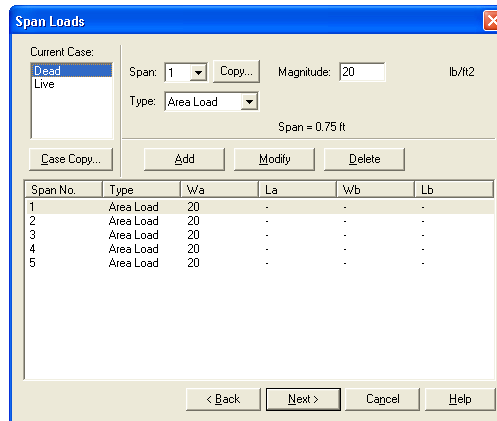 Span Loads
Current Case:
Dead
Live
Span: 1 Copy... Magnitude: 20 lb/ft2
Type: Area Load
Span = 0.75 ft
Case Copy... Add Modify Delete
Span No. Type Wa La Wb Lb
1 Area Load 20 - - -
2 Area Load 20 - - -
3 Area Load 20 - - -
4 Area Load 20 - - -
5 Area Load 20 - - -
< Back Next > Cancel Help